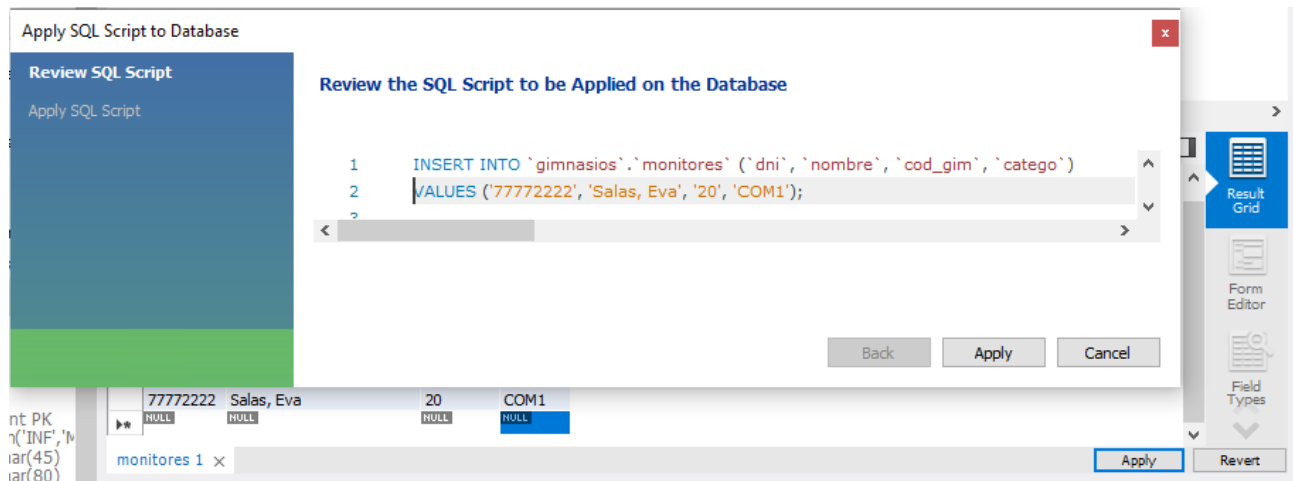 Apply SQL Script to Database
x
Review SQL Script
Apply SQL Script
Review the SQL Script to be Applied on the Database
1 INSERT INTO `gimnasios`.`monitores` (`dni`, `nombre`, `cod_gim`, `catego`)
2 VALUES ('77772222', 'Salas, Eva', '20', 'COM1');
3
Back Apply Cancel
Result
Grid
Form
Editor
Field
Types
77772222 Salas, Eva 20 COM1
NULL NULL NULL NULL
nt PK
('INF','M
ar(45)
ar(80)
monitores 1 ×
Apply Revert